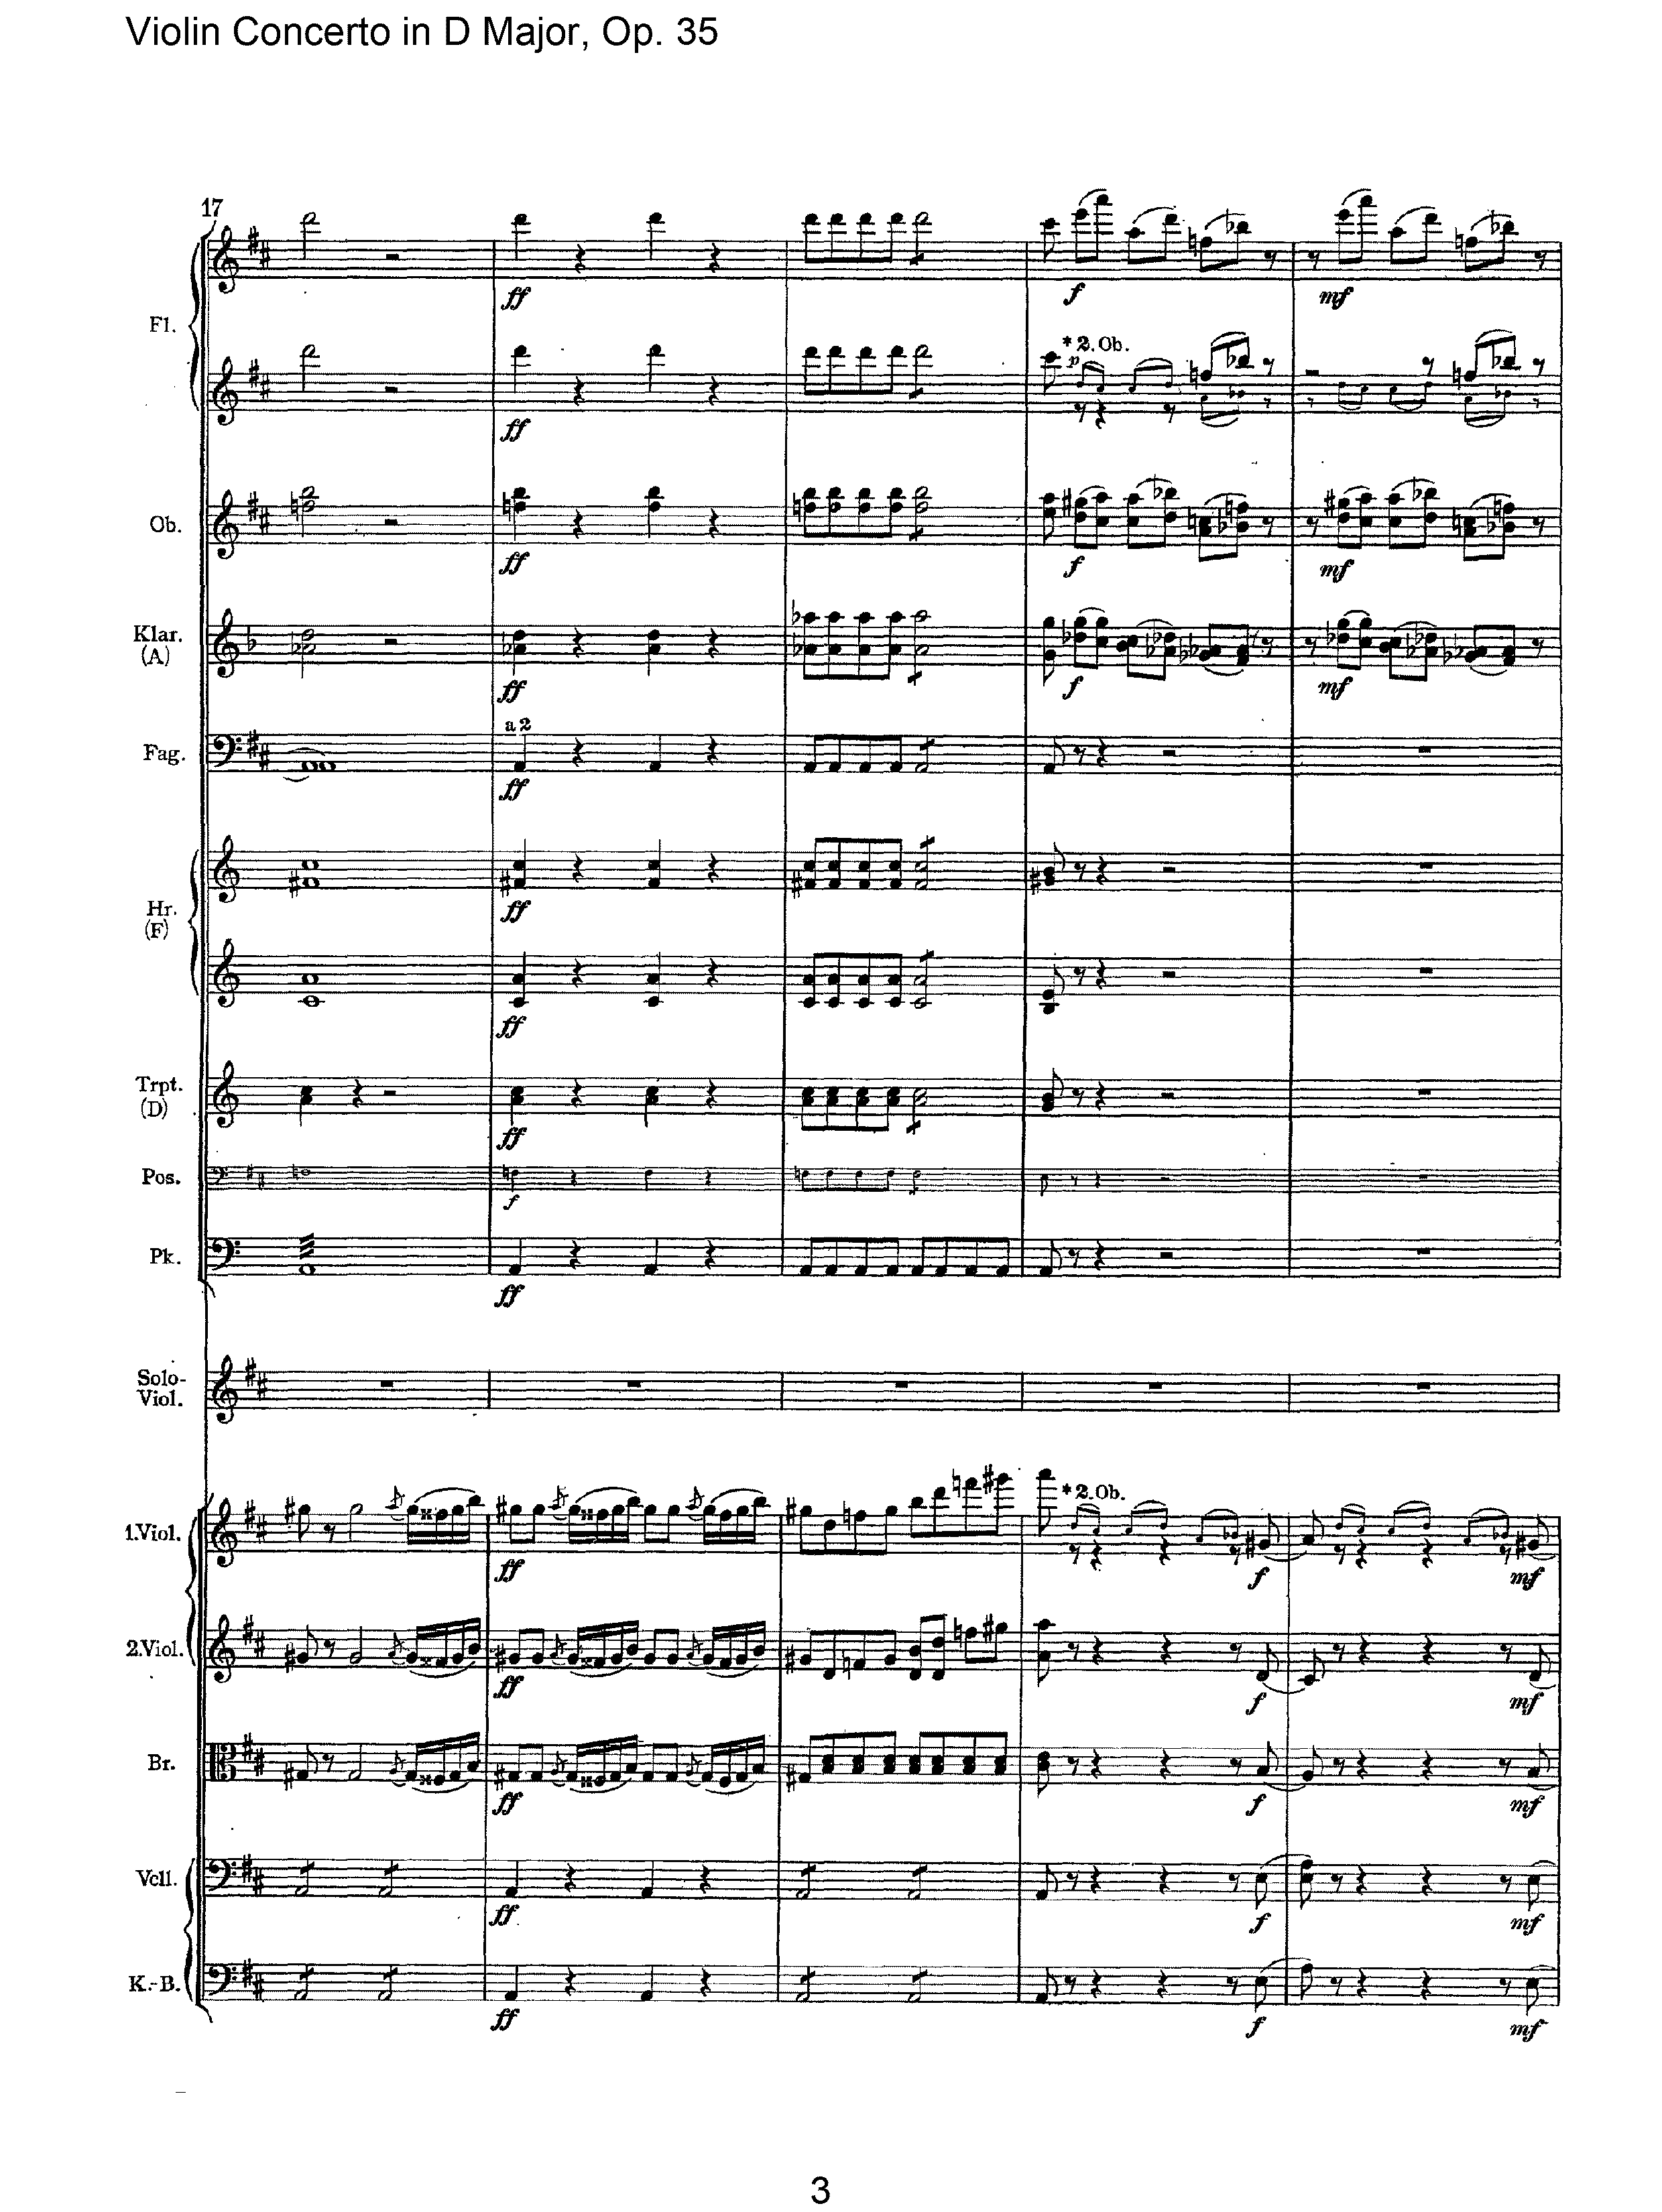 Violin Concerto in D Major, Op. 35
17
Fl.
ff
f
mf
*2. Ob.
p
ff
Ob.
ff
f
mf
Klar.
(A)
ff
f
mf
Fag.
a 2
ff
Hr.
(F)
ff
ff
Trpt.
(D)
ff
Pos.
f
Pk.
ff
Solo-
Viol.
1.Viol.
ff
*2. Ob.
f
mf
2.Viol.
ff
f
mf
Br.
ff
f
mf
Vcll.
ff
f
mf
K.-B.
ff
f
mf
3